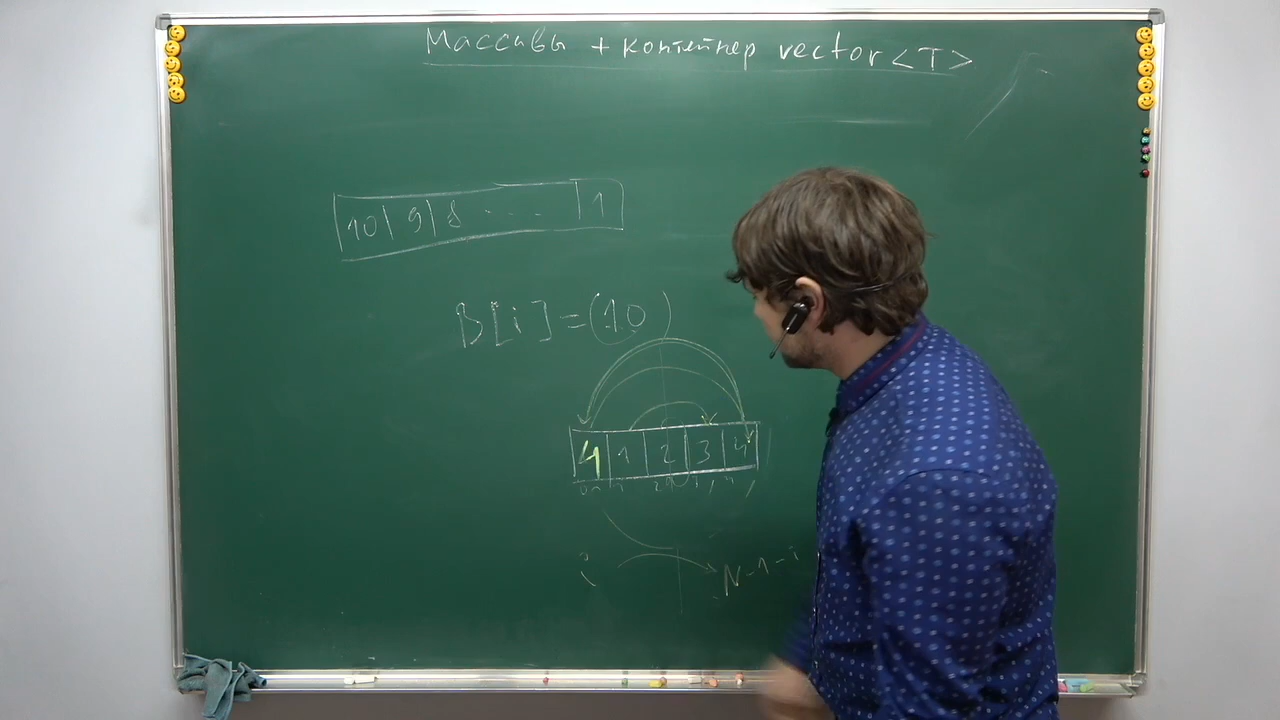 Массивы + контейнер vector<T>
10 9 8 ... 1
B[i]=(10)
4 1 2 3 4
i N-1-i